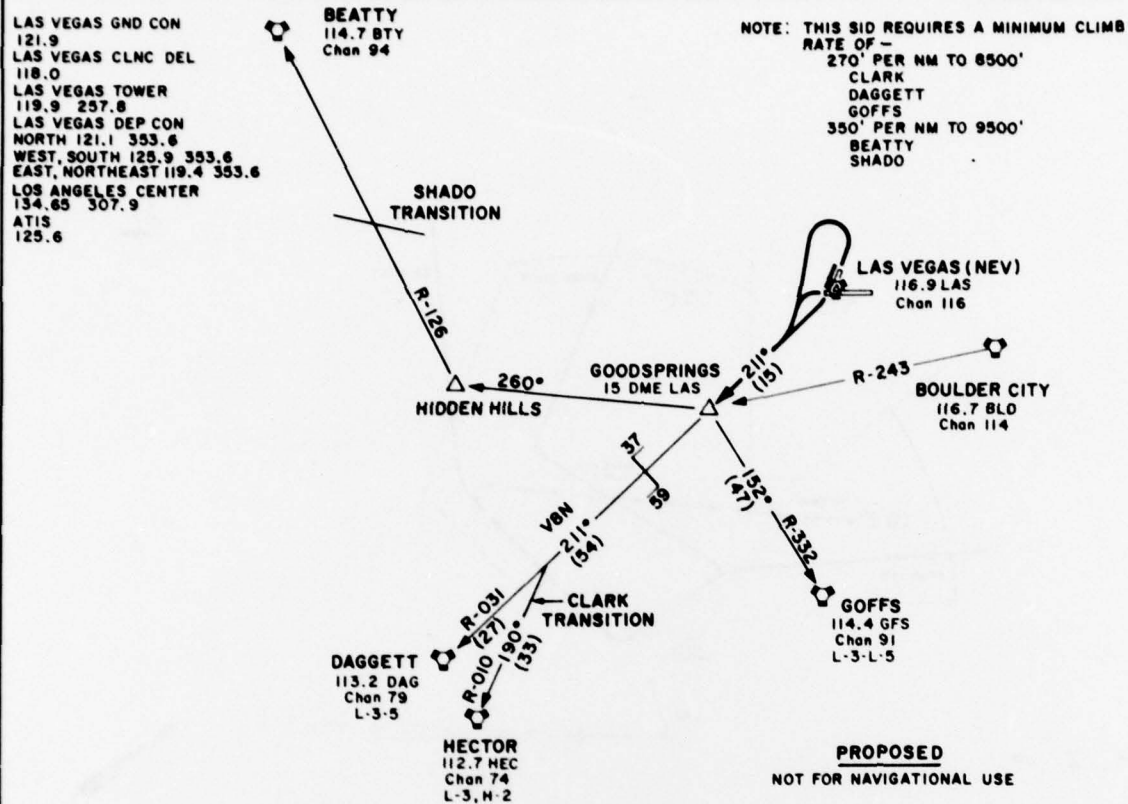 LAS VEGAS GND CON
121.9
LAS VEGAS CLNC DEL
118.0
LAS VEGAS TOWER
119.9 257.8
LAS VEGAS DEP CON
NORTH 121.1 353.6
WEST, SOUTH 125.9 353.6
EAST, NORTHEAST 119.4 353.6
LOS ANGELES CENTER
134.65 307.9
ATIS
125.6
BEATTY
114.7 BTY
Chan 94
NOTE: THIS SID REQUIRES A MINIMUM CLIMB
RATE OF –
270' PER NM TO 8500'
CLARK
DAGGETT
GOFFS
350' PER NM TO 9500'
BEATTY
SHADO
SHADO
TRANSITION
R-126
LAS VEGAS (NEV)
116.9 LAS
Chan 116
211°
(15)
GOODSPRINGS
15 DME LAS
R-243
BOULDER CITY
116.7 BLD
Chan 114
260°
HIDDEN HILLS
37
59
152°
(47)
R-332
V8N
211°
(54)
GOFFS
114.4 GFS
Chan 91
L-3-L-5
CLARK
TRANSITION
R-031
(27)
190°
(33)
R-010
DAGGETT
113.2 DAG
Chan 79
L-3-5
HECTOR
112.7 HEC
Chan 74
L-3, H-2
PROPOSED
NOT FOR NAVIGATIONAL USE